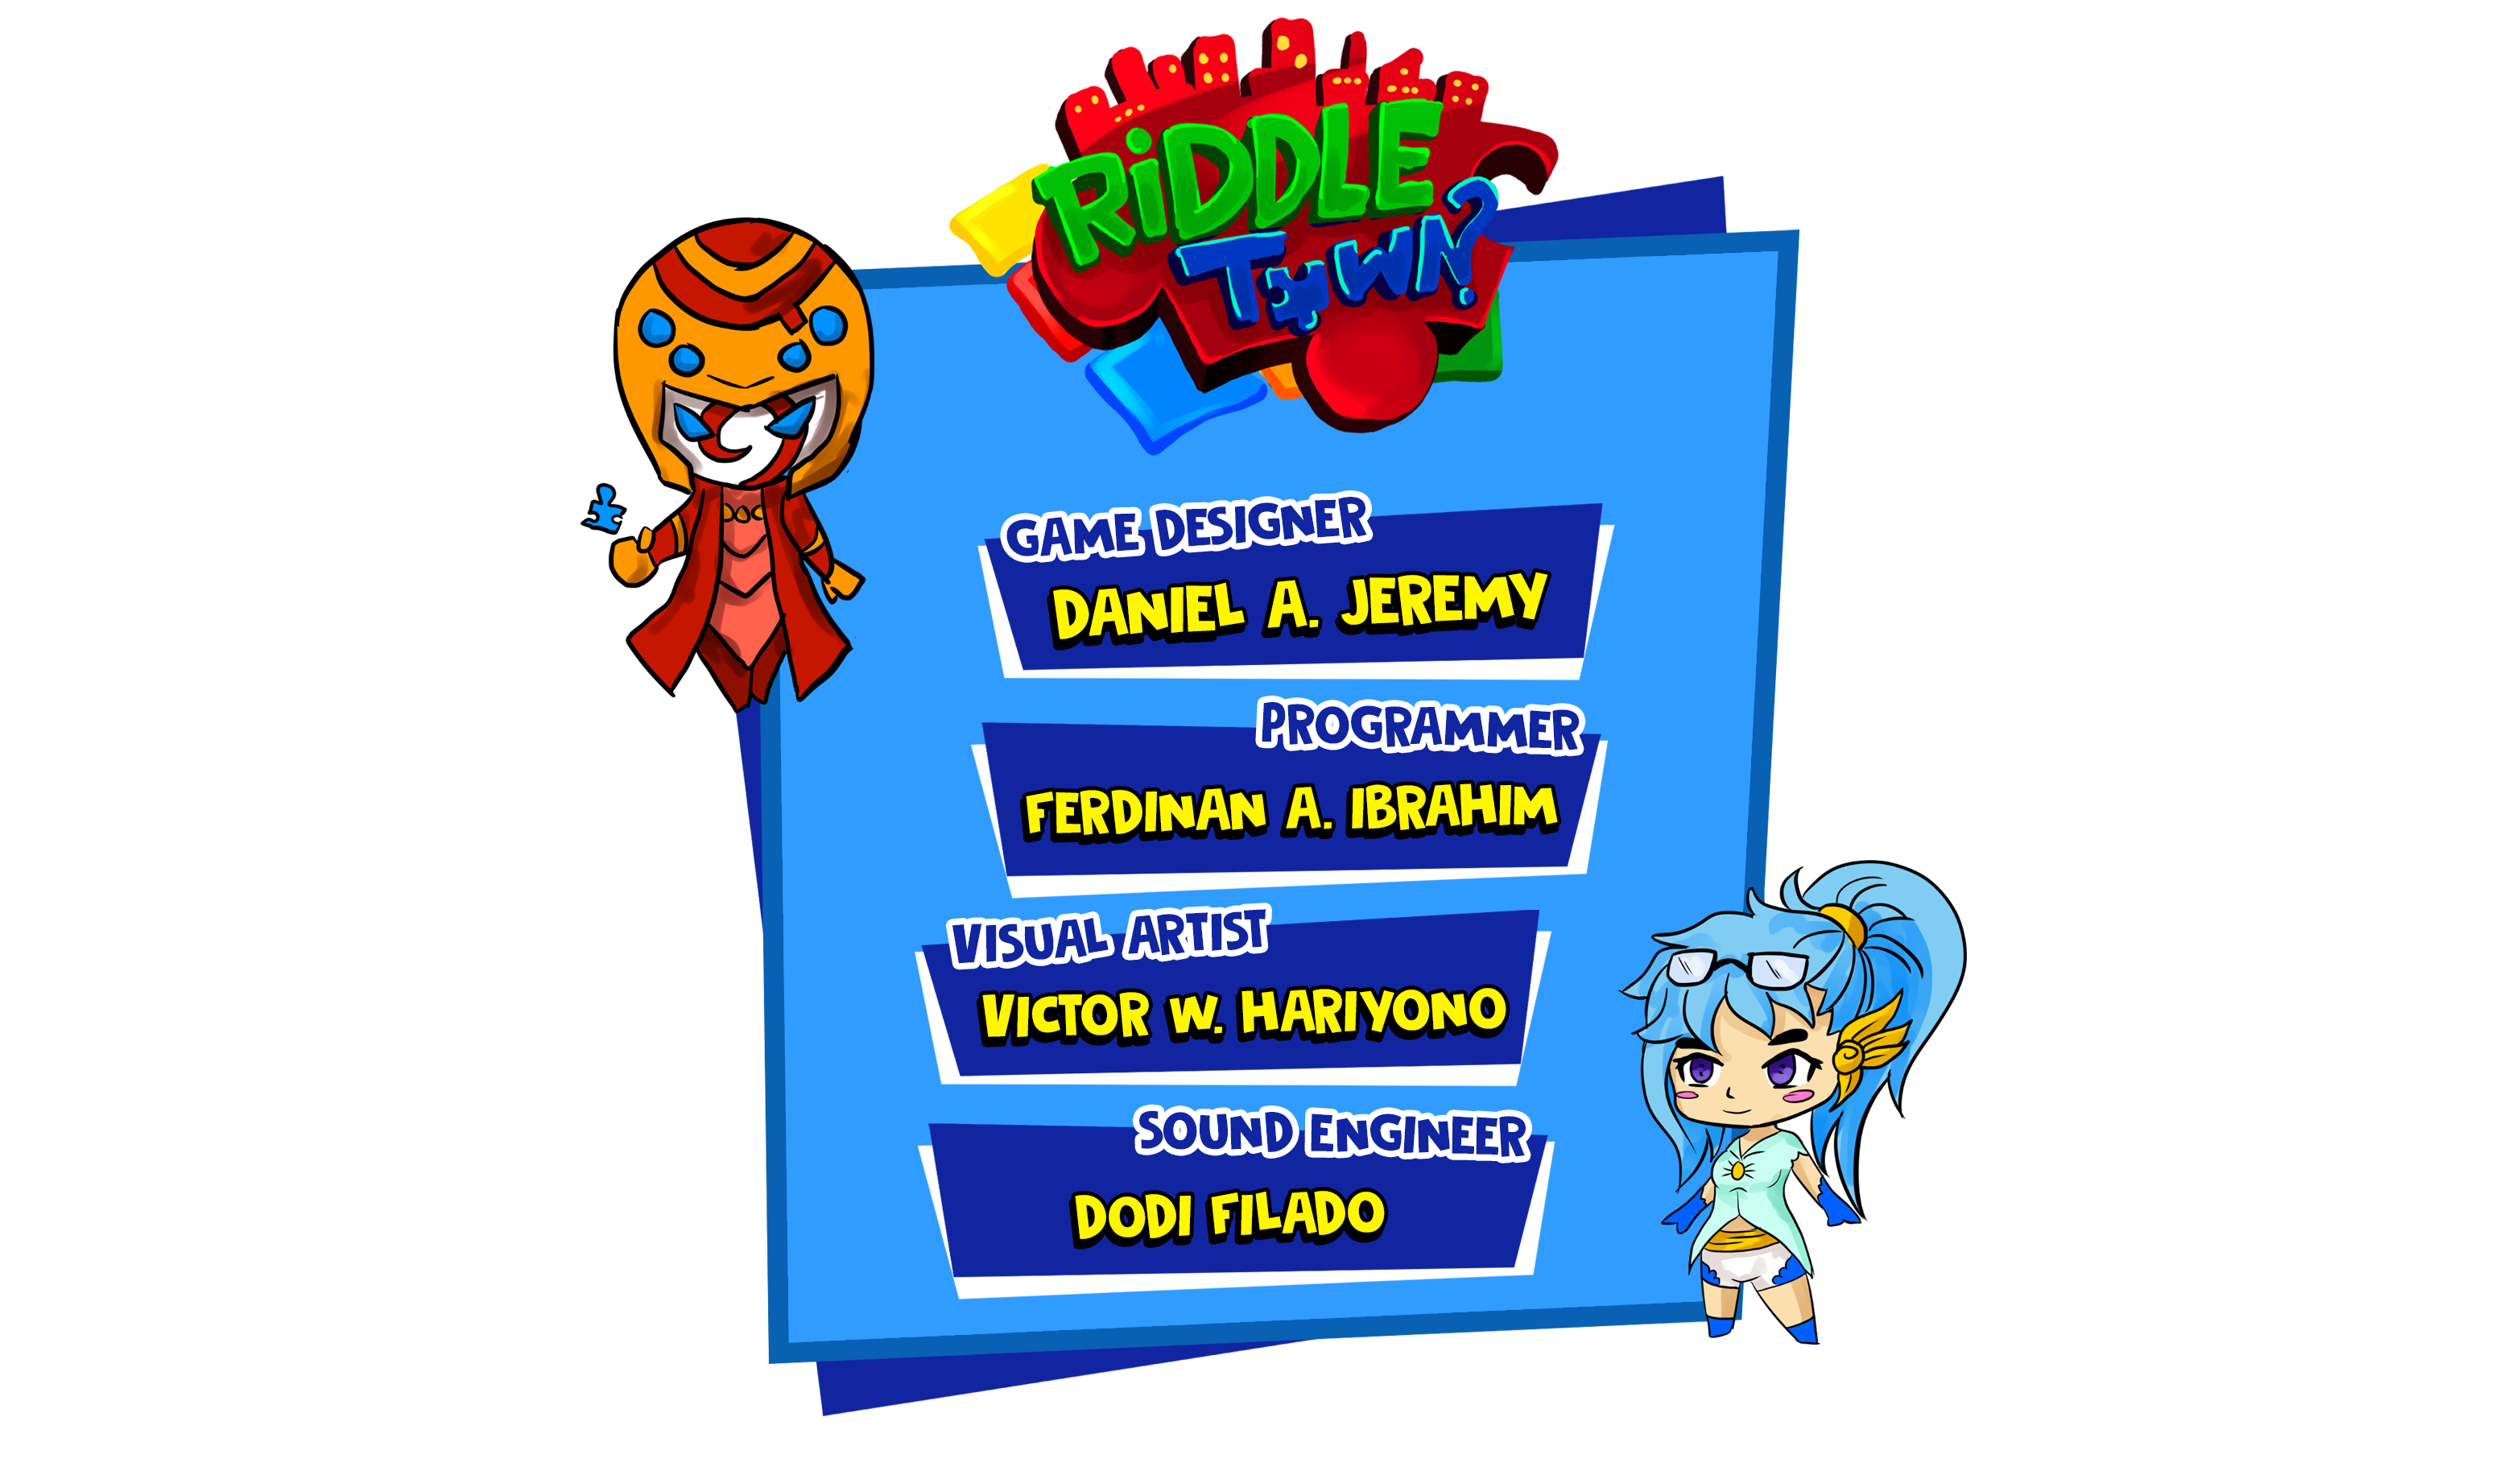 RiDDLE
TOWN?
GAME DESIGNER
DANIEL A. JEREMY
PROGRAMMER
FERDINAN A. IBRAHIM
VISUAL ARTIST
VICTOR W. HARIYONO
SOUND ENGINEER
DODI FILADO